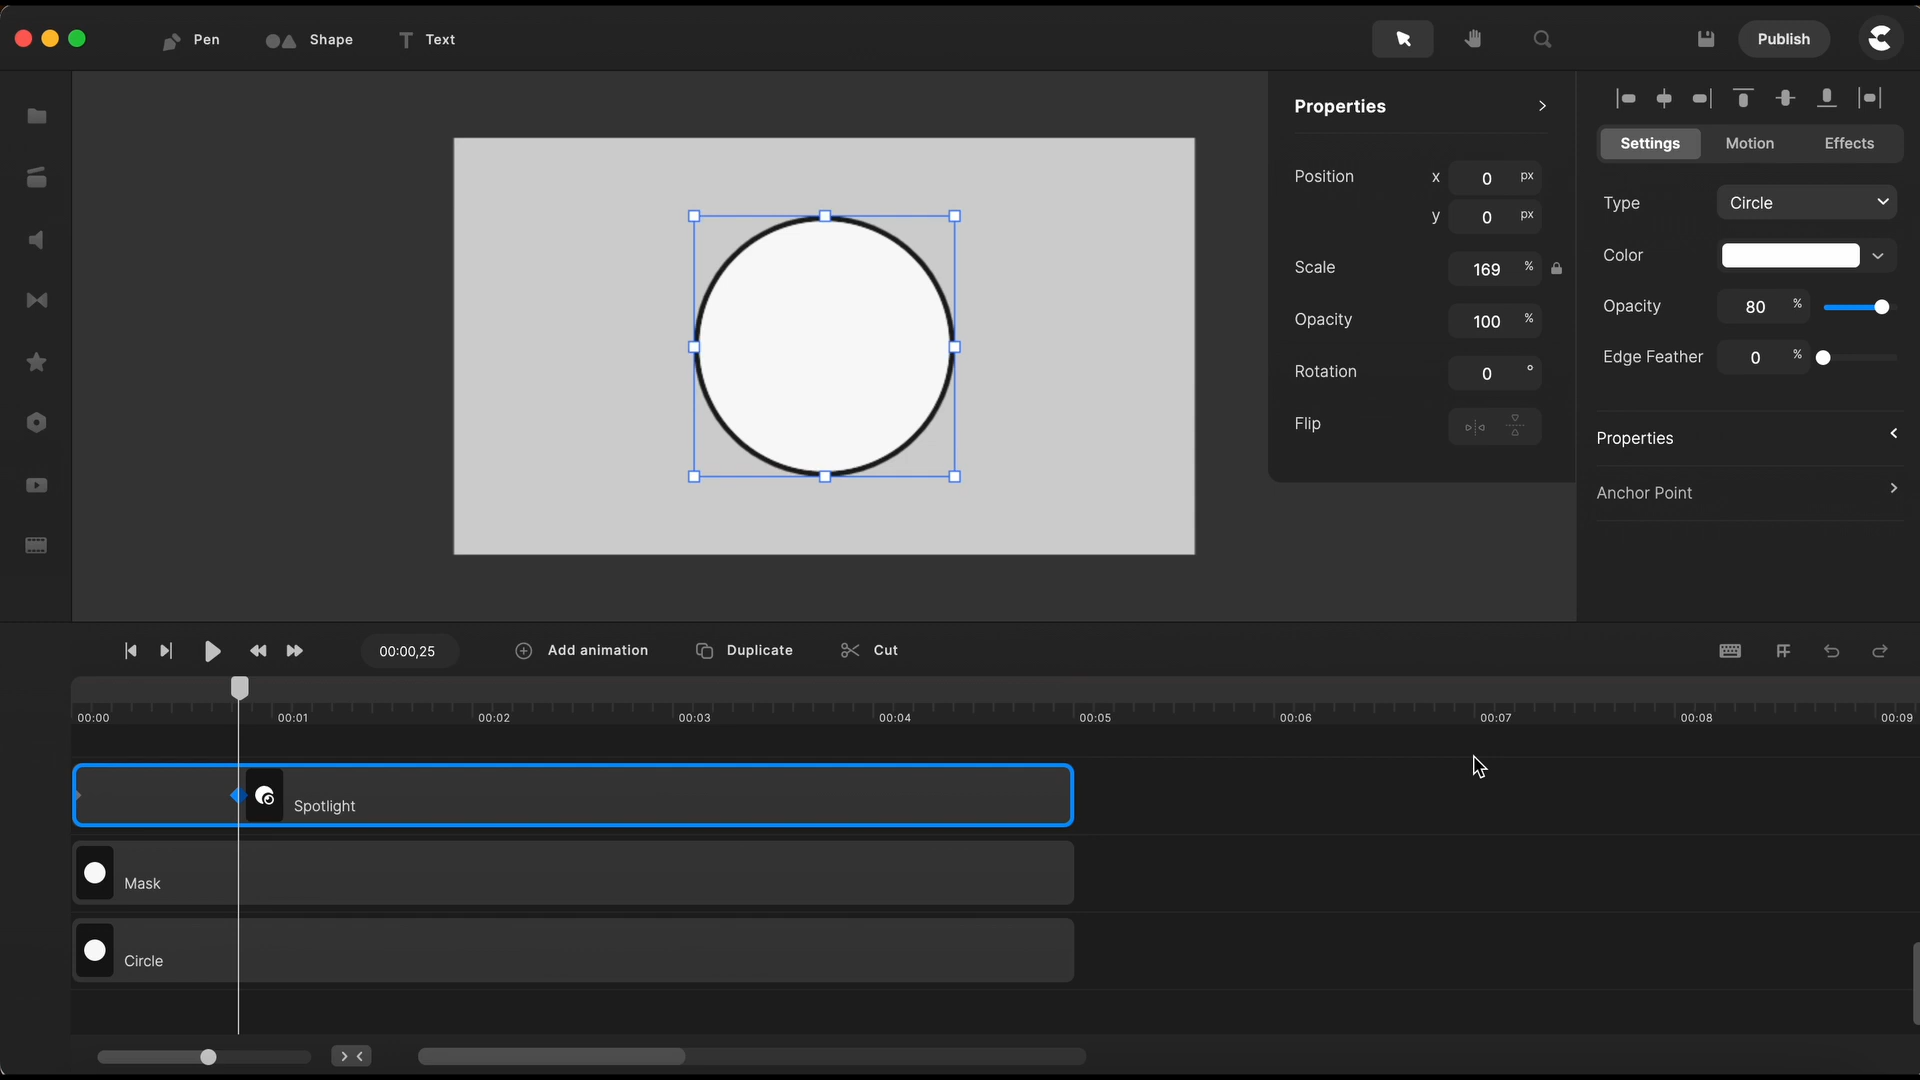 Pen Shape Text Publish
Properties
Position x 0 px
y 0 px
Scale 169 %
Opacity 100 %
Rotation 0 °
Flip
Settings Motion Effects
Type Circle
Color
Opacity 80 %
Edge Feather 0 %
Properties
Anchor Point
00:00,25 Add animation Duplicate Cut
00:00 00:01 00:02 00:03 00:04 00:05 00:06 00:07 00:08 00:09
Spotlight
Mask
Circle